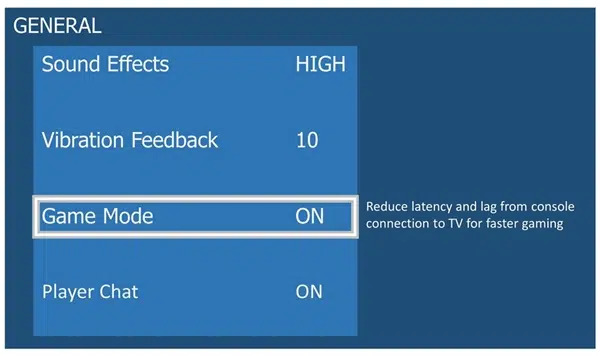 GENERAL
Sound Effects HIGH
Vibration Feedback 10
Game Mode ON
Reduce latency and lag from console
connection to TV for faster gaming
Player Chat ON